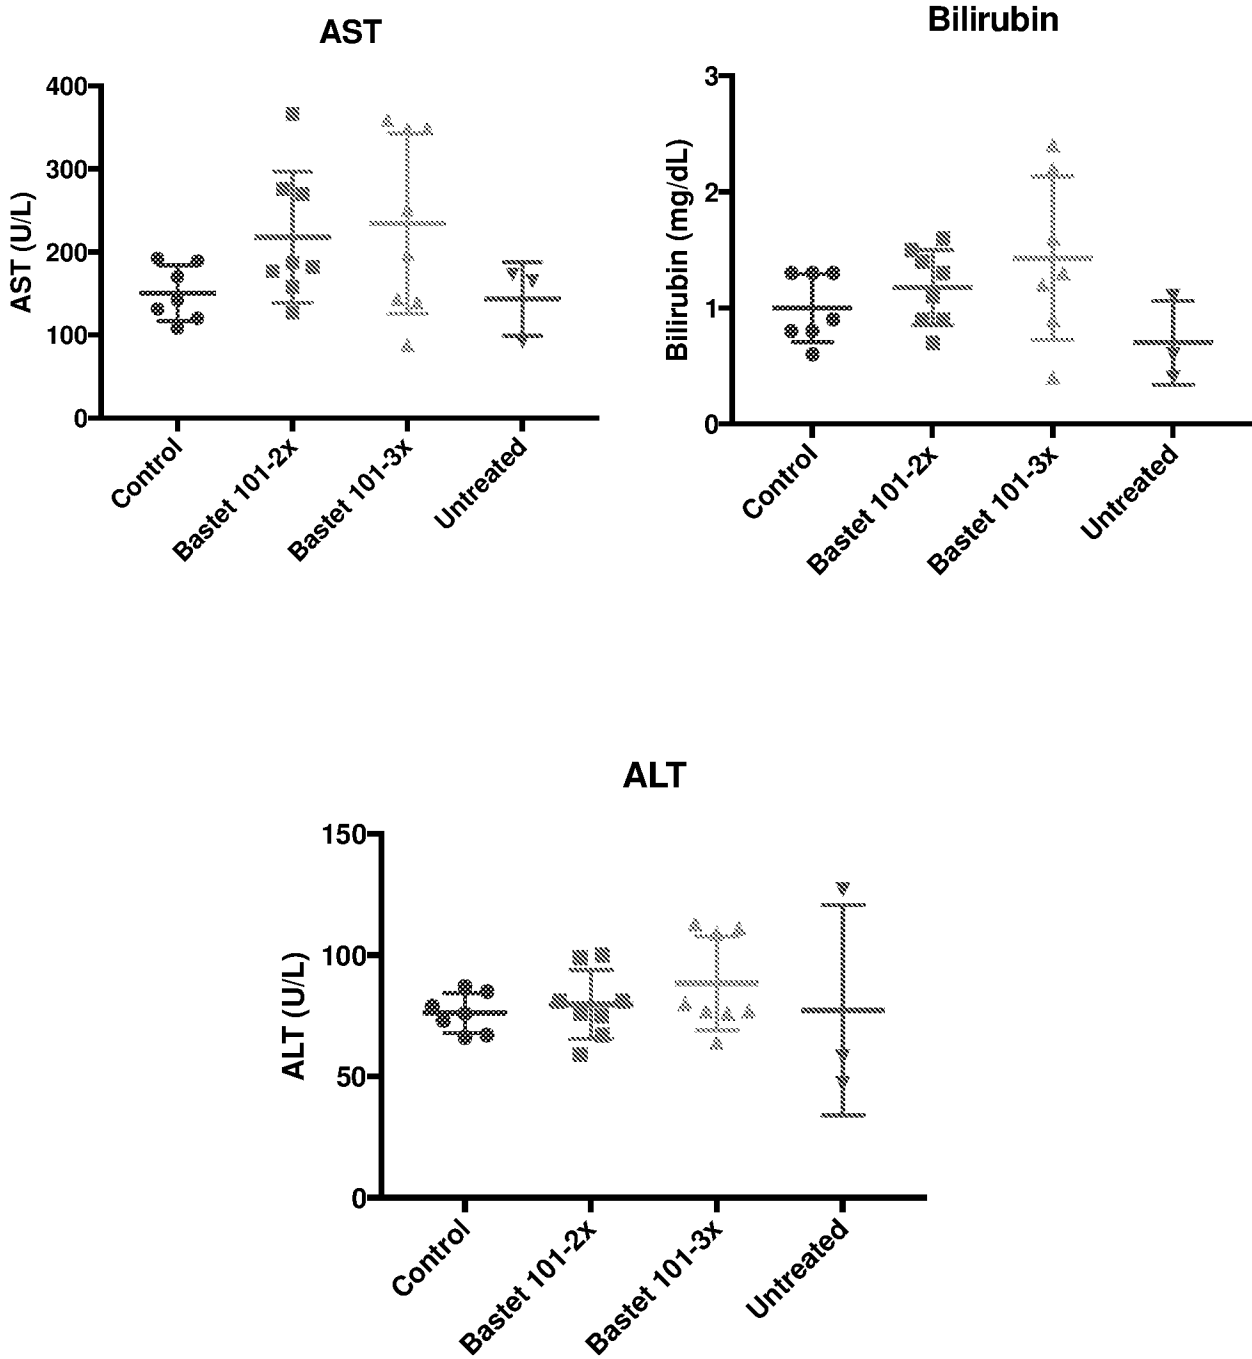 AST
AST (U/L)
400
300
200
100
0
Control
Bastet 101-2x
Bastet 101-3x
Untreated
Bilirubin
Bilirubin (mg/dL)
3
2
1
0
Control
Bastet 101-2x
Bastet 101-3x
Untreated
ALT
ALT (U/L)
150
100
50
0
Control
Bastet 101-2x
Bastet 101-3x
Untreated